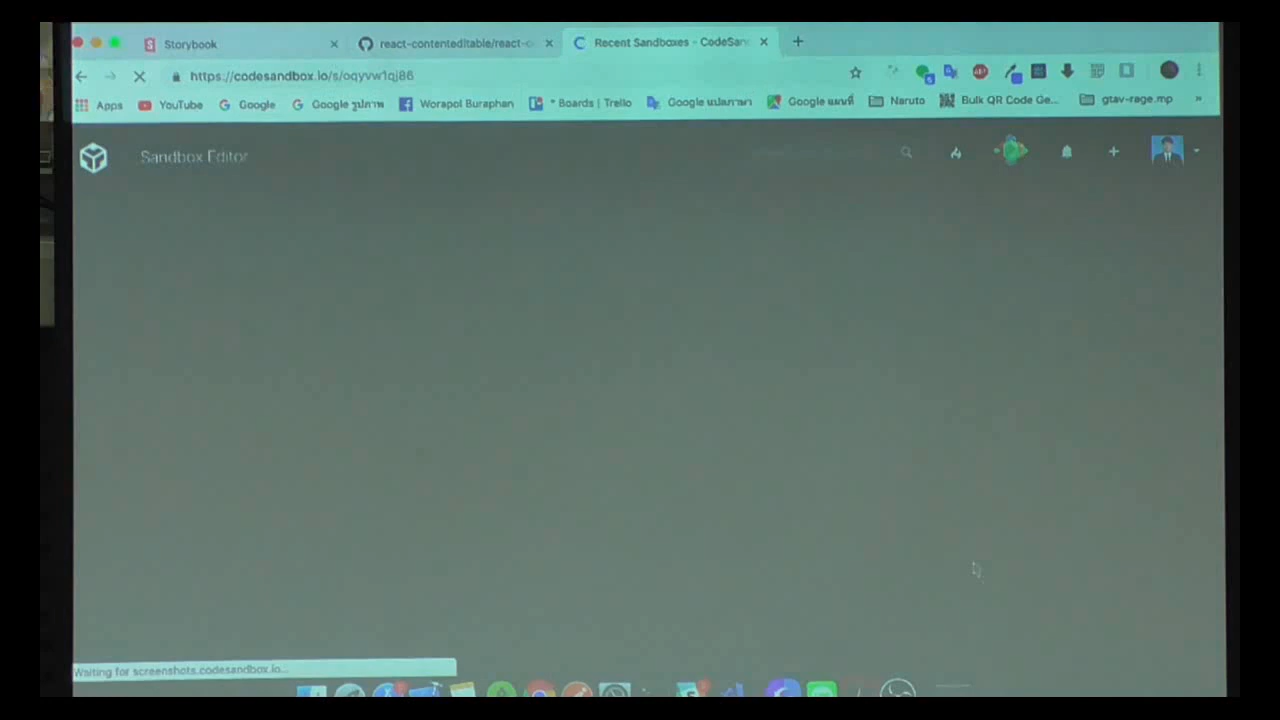 Storybook
react-contenteditable/react-c
Recent Sandboxes - CodeSan
https://codesandbox.io/s/oqyvw1qj86
Apps YouTube Google Google รูปภาพ Worapol Buraphan * Boards | Trello Google แปลภาษา Google แผนที่ Naruto Bulk QR Code Ge... gtav-rage.mp »
Sandbox Editor
Waiting for screenshots.codesandbox.io...